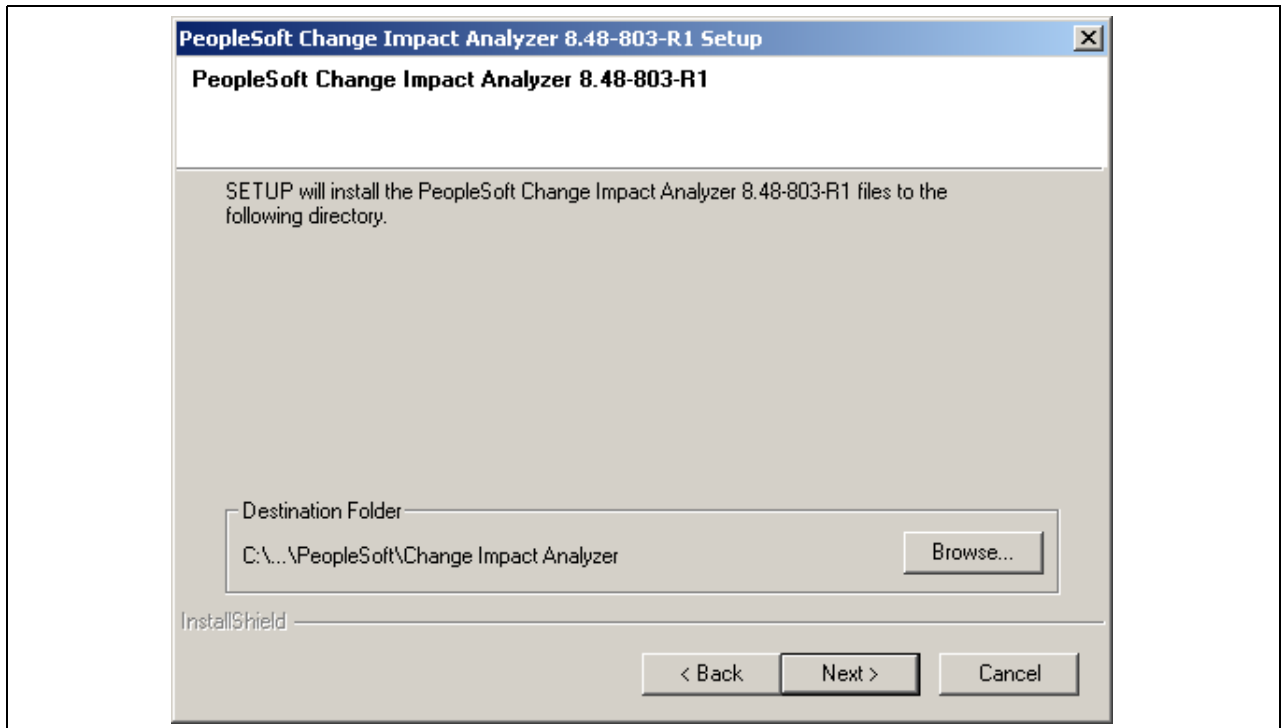 PeopleSoft Change Impact Analyzer 8.48-803-R1 Setup
PeopleSoft Change Impact Analyzer 8.48-803-R1
SETUP will install the PeopleSoft Change Impact Analyzer 8.48-803-R1 files to the
following directory.
Destination Folder
C:\...\PeopleSoft\Change Impact Analyzer
Browse...
InstallShield
< Back
Next >
Cancel